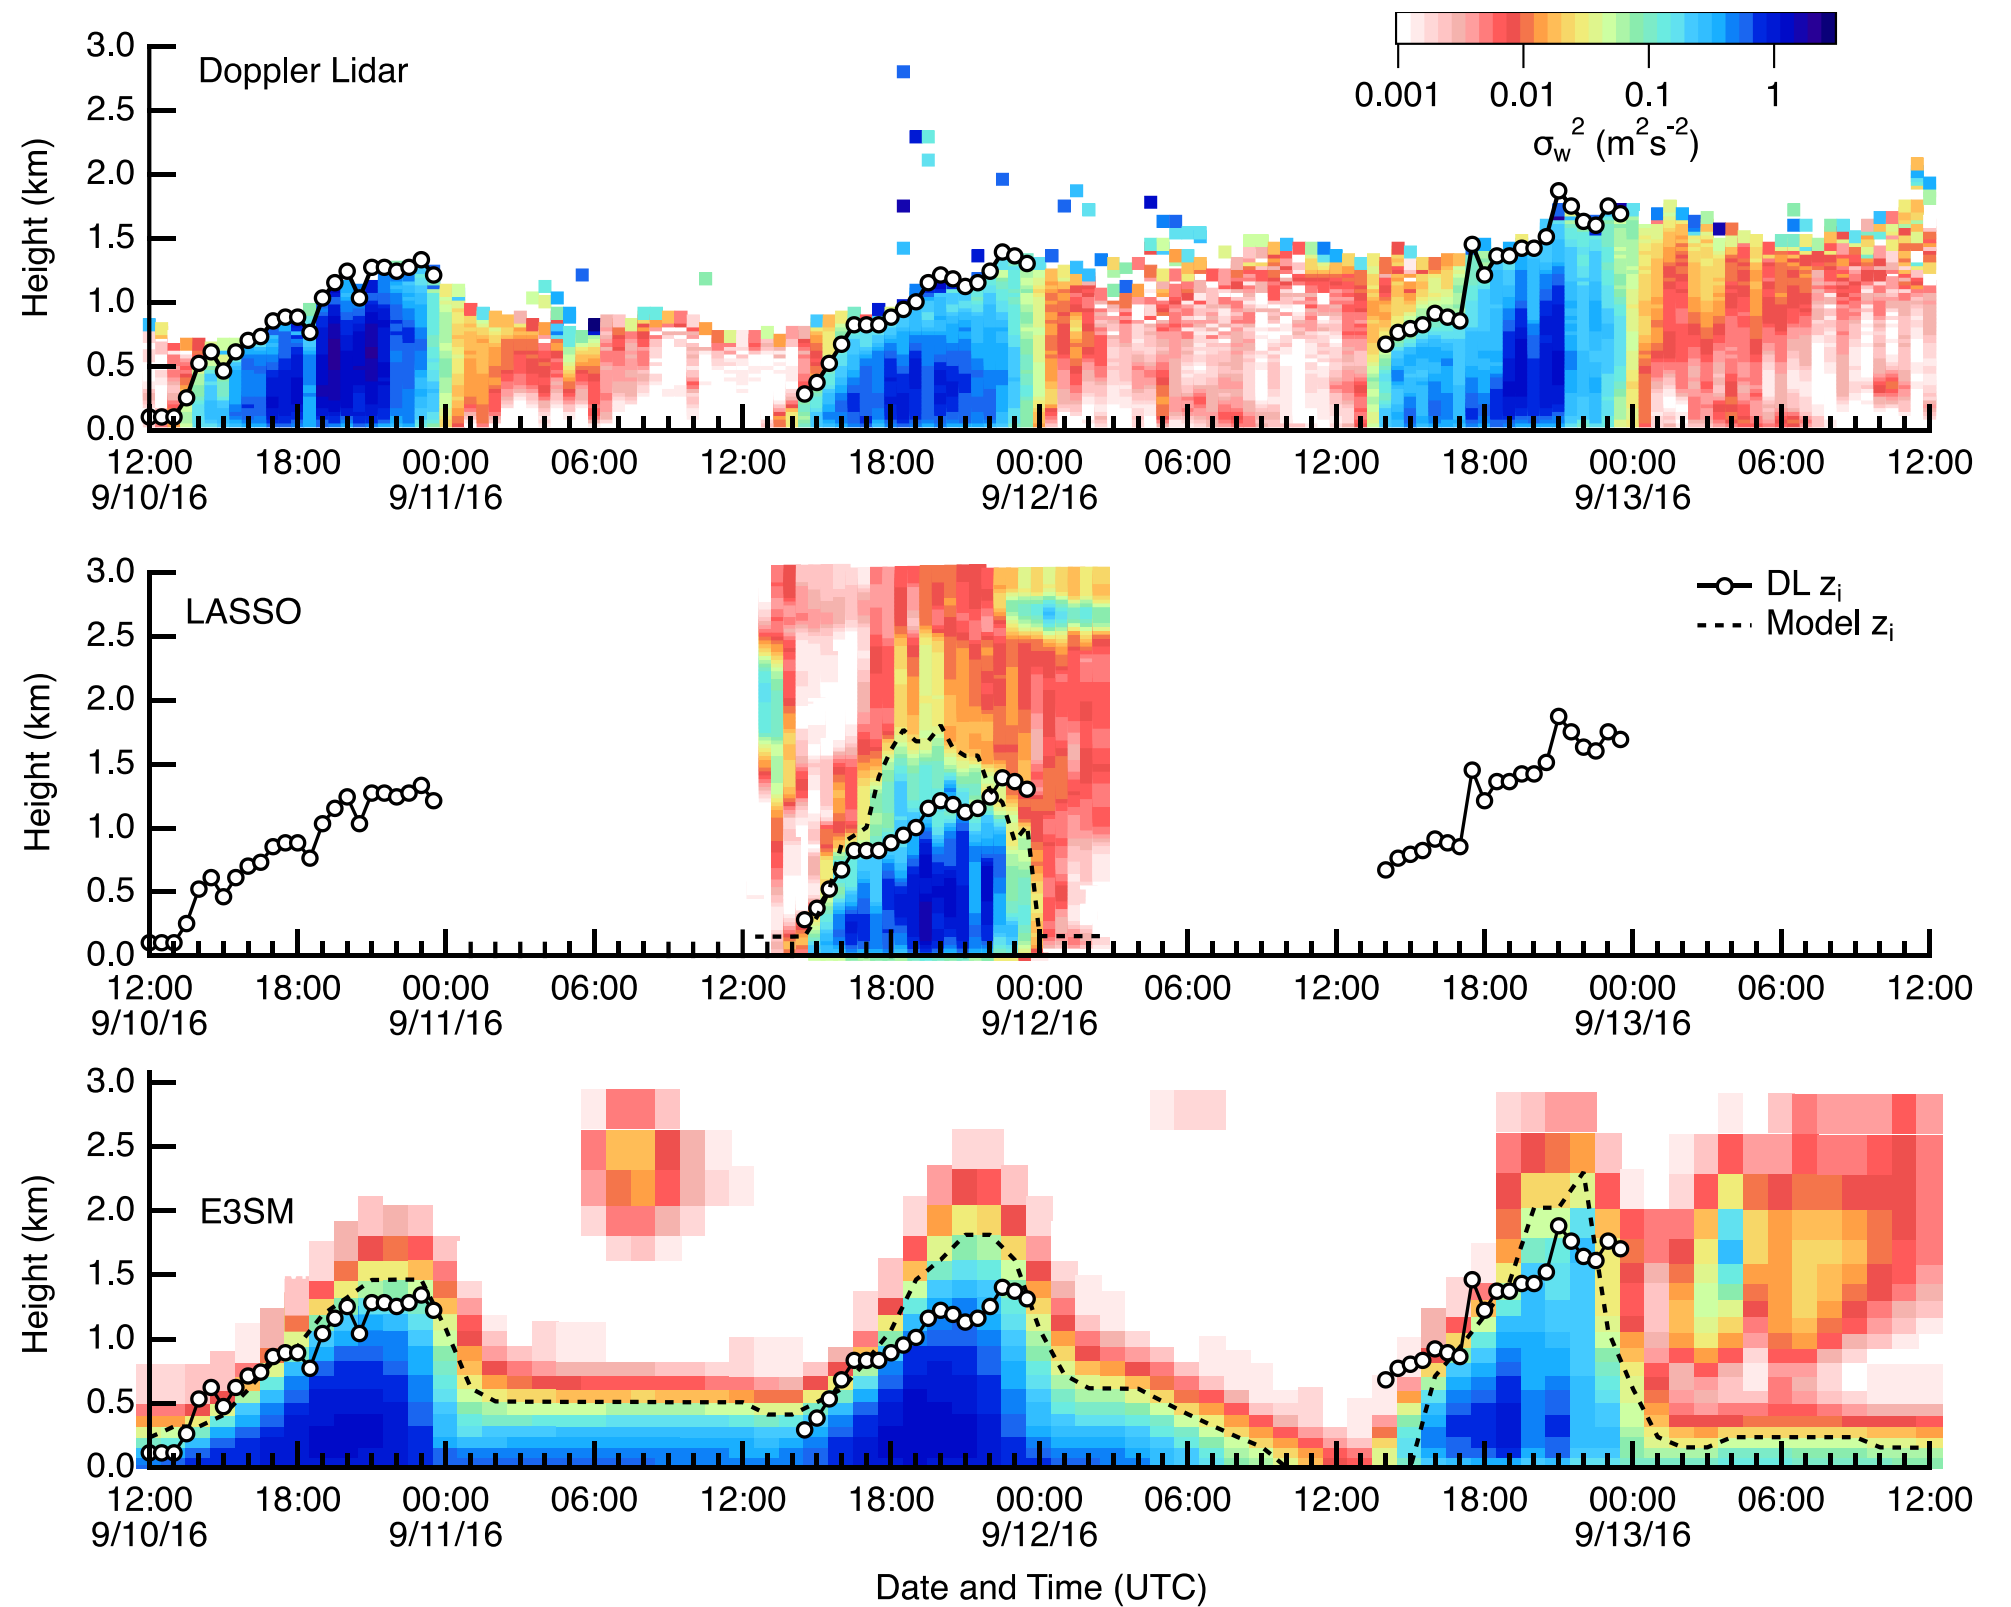 3.0
Doppler Lidar
2.5
2.0
1.5
1.0
0.5
0.0
Height (km)
0.001 0.01 0.1 1
σw² (m²s⁻²)
12:00 18:00 00:00 06:00 12:00 18:00 00:00 06:00 12:00 18:00 00:00 06:00 12:00
9/10/16 9/11/16 9/12/16 9/13/16
3.0
LASSO
2.5
2.0
1.5
1.0
0.5
0.0
Height (km)
DL zi
Model zi
12:00 18:00 00:00 06:00 12:00 18:00 00:00 06:00 12:00 18:00 00:00 06:00 12:00
9/10/16 9/11/16 9/12/16 9/13/16
3.0
2.5
2.0
E3SM
1.5
1.0
0.5
0.0
Height (km)
12:00 18:00 00:00 06:00 12:00 18:00 00:00 06:00 12:00 18:00 00:00 06:00 12:00
9/10/16 9/11/16 9/12/16 9/13/16
Date and Time (UTC)